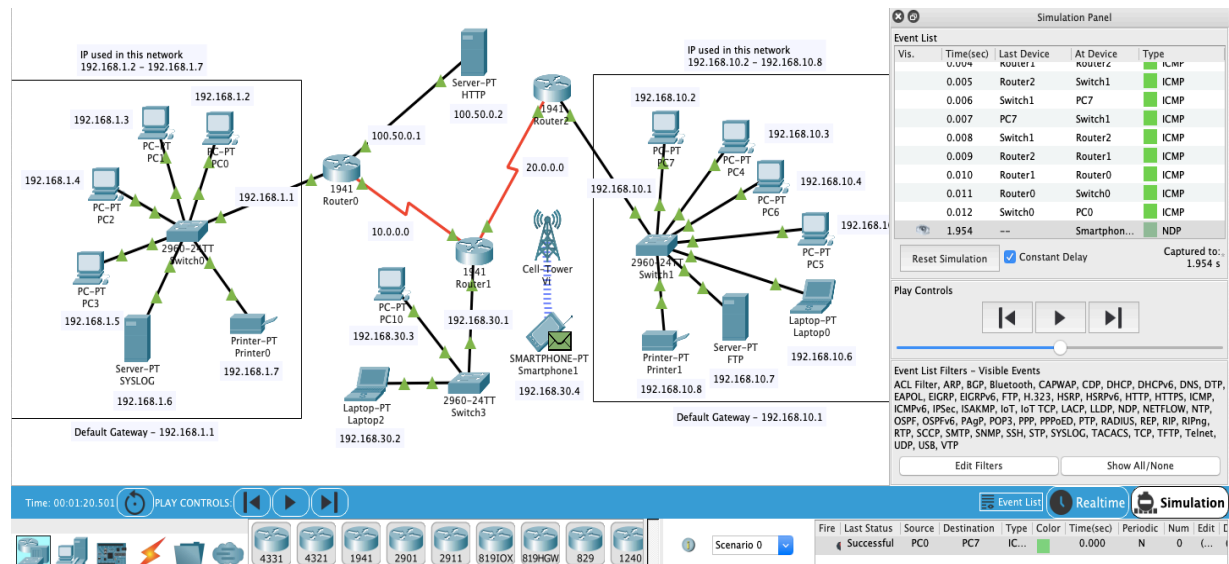 IP used in this network
192.168.1.2 – 192.168.1.7
192.168.1.2
192.168.1.3
PC-PT
PC1
PC-PT
PC0
192.168.1.4
PC-PT
PC2
192.168.1.1
2960-24TT
Switch0
PC-PT
PC3
192.168.1.5
Server-PT
SYSLOG
192.168.1.6
Printer-PT
Printer0
192.168.1.7
Default Gateway – 192.168.1.1
Server-PT
HTTP
100.50.0.2
100.50.0.1
1941
Router0
10.0.0.0
1941
Router1
1941
Router2
20.0.0.0
PC-PT
PC10
192.168.30.3
192.168.30.1
Laptop-PT
Laptop2
192.168.30.2
2960-24TT
Switch3
Cell-Tower
SMARTPHONE-PT
Smartphone1
192.168.30.4
IP used in this network
192.168.10.2 – 192.168.10.8
192.168.10.2
PC-PT
PC7
192.168.10.3
PC-PT
PC4
192.168.10.4
PC-PT
PC6
192.168.10.1
PC-PT
PC5
2960-24TT
Switch1
Laptop-PT
Laptop0
192.168.10.6
Printer-PT
Printer1
192.168.10.8
Server-PT
FTP
192.168.10.7
Default Gateway – 192.168.10.1
Simulation Panel
Event List
Vis. Time(sec) Last Device At Device Type
0.004 Router1 Router2 ICMP
0.005 Router2 Switch1 ICMP
0.006 Switch1 PC7 ICMP
0.007 PC7 Switch1 ICMP
0.008 Switch1 Router2 ICMP
0.009 Router2 Router1 ICMP
0.010 Router1 Router0 ICMP
0.011 Router0 Switch0 ICMP
0.012 Switch0 PC0 ICMP
1.954 -- Smartphon... NDP
Reset Simulation Constant Delay Captured to:
1.954 s
Play Controls
Event List Filters – Visible Events
ACL Filter, ARP, BGP, Bluetooth, CAPWAP, CDP, DHCP, DHCPv6, DNS, DTP,
EAPOL, EIGRP, EIGRPv6, FTP, H.323, HSRP, HSRPv6, HTTP, HTTPS, ICMP,
ICMPv6, IPSec, ISAKMP, IoT, IoT TCP, LACP, LLDP, NDP, NETFLOW, NTP,
OSPF, OSPFv6, PAgP, POP3, PPP, PPPoED, PTP, RADIUS, REP, RIP, RIPng,
RTP, SCCP, SMTP, SNMP, SSH, STP, SYSLOG, TACACS, TCP, TFTP, Telnet,
UDP, USB, VTP
Edit Filters Show All/None
Time: 00:01:20.501 PLAY CONTROLS: Event List Realtime Simulation
4331 4321 1941 2901 2911 819IOX 819HGW 829 1240
Scenario 0
Fire Last Status Source Destination Type Color Time(sec) Periodic Num Edit
Successful PC0 PC7 IC... 0.000 N 0 (...